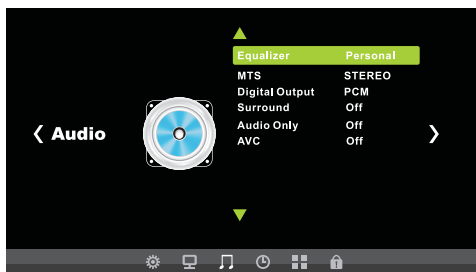 Audio
Equalizer Personal
MTS STEREO
Digital Output PCM
Surround Off
Audio Only Off
AVC Off